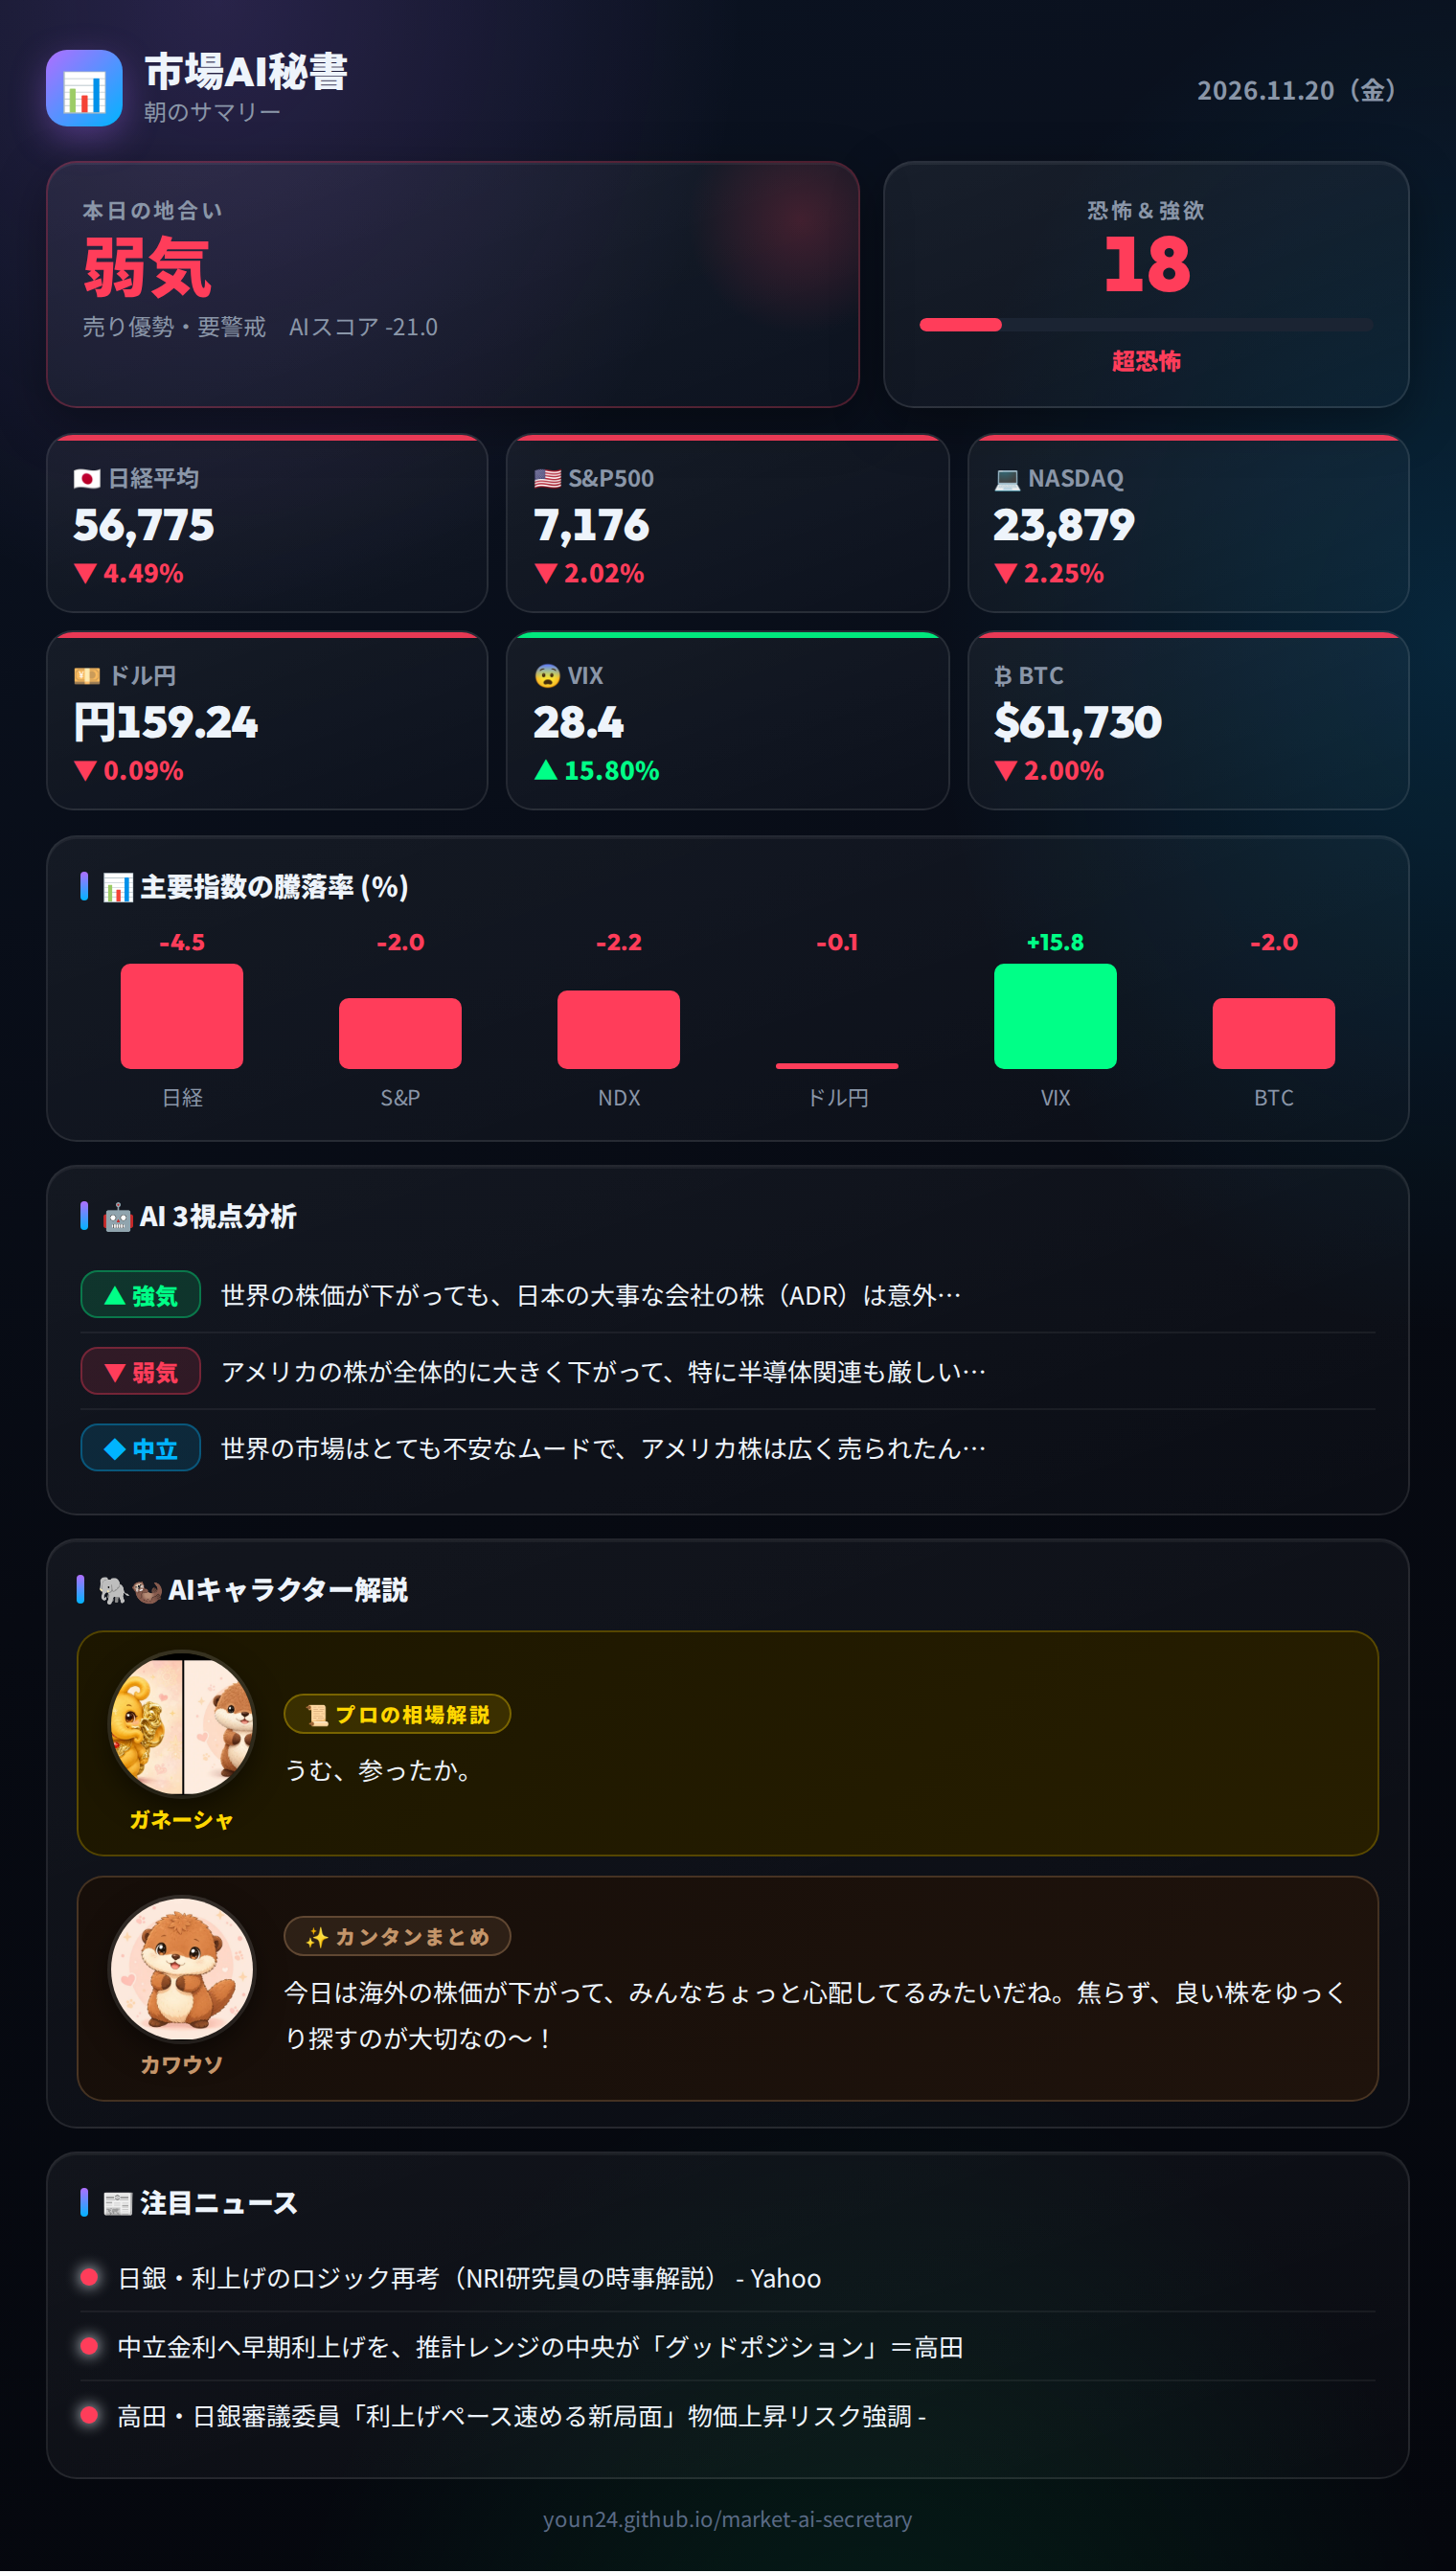 市場AI秘書
朝のサマリー
2026.11.20（金）
本日の地合い
弱気
売り優勢・要警戒　AIスコア -21.0
恐怖＆強欲
18
超恐怖
日経平均
56,775
▼ 4.49%
S&P500
7,176
▼ 2.02%
NASDAQ
23,879
▼ 2.25%
ドル円
円159.24
▼ 0.09%
VIX
28.4
▲ 15.80%
₿ BTC
$61,730
▼ 2.00%
主要指数の騰落率 (%)
-4.5
-2.0
-2.2
-0.1
+15.8
-2.0
日経
S&P
NDX
ドル円
VIX
BTC
AI 3視点分析
▲ 強気
世界の株価が下がっても、日本の大事な会社の株（ADR）は意外…
▼ 弱気
アメリカの株が全体的に大きく下がって、特に半導体関連も厳しい…
◆ 中立
世界の市場はとても不安なムードで、アメリカ株は広く売られたん…
AIキャラクター解説
プロの相場解説
うむ、参ったか。
ガネーシャ
カンタンまとめ
今日は海外の株価が下がって、みんなちょっと心配してるみたいだね。焦らず、良い株をゆっく
り探すのが大切なの〜！
カワウソ
注目ニュース
日銀・利上げのロジック再考（NRI研究員の時事解説） - Yahoo
中立金利へ早期利上げを、推計レンジの中央が「グッドポジション」＝高田
高田・日銀審議委員「利上げペース速める新局面」物価上昇リスク強調 -
youn24.github.io/market-ai-secretary